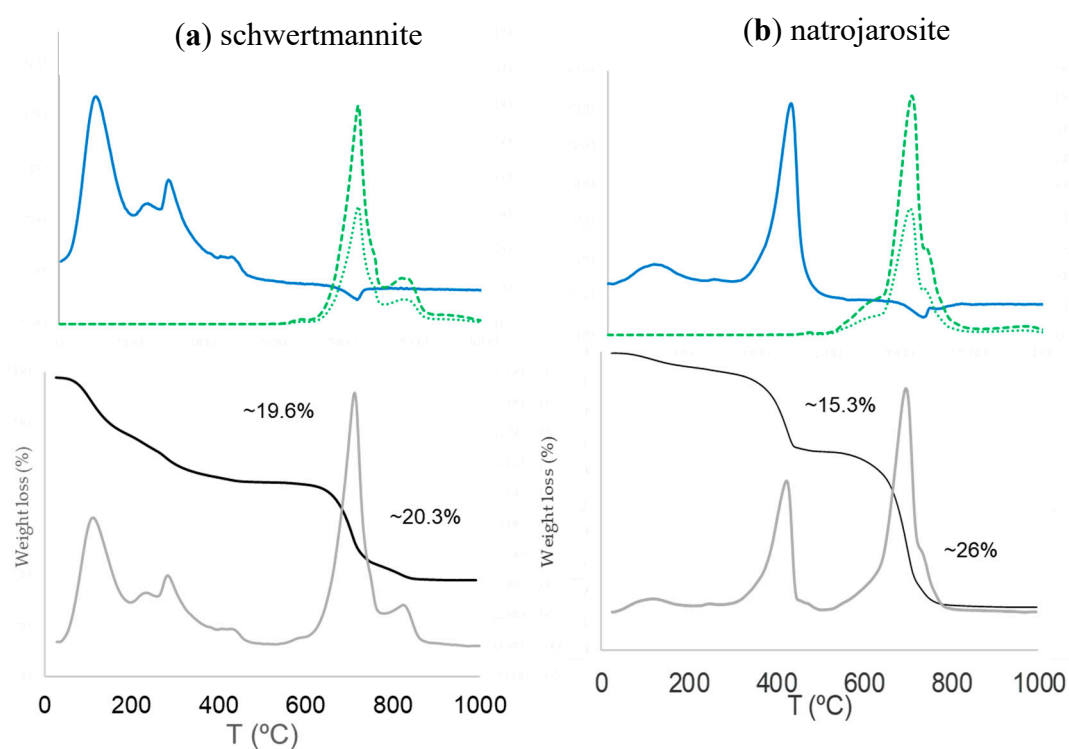 (a) schwertmannite
(b) natrojarosite
~19.6%
~20.3%
Weight loss (%)
0 200 400 600 800 1000
T (ºC)
~15.3%
~26%
Weight loss (%)
0 200 400 600 800 1000
T (ºC)